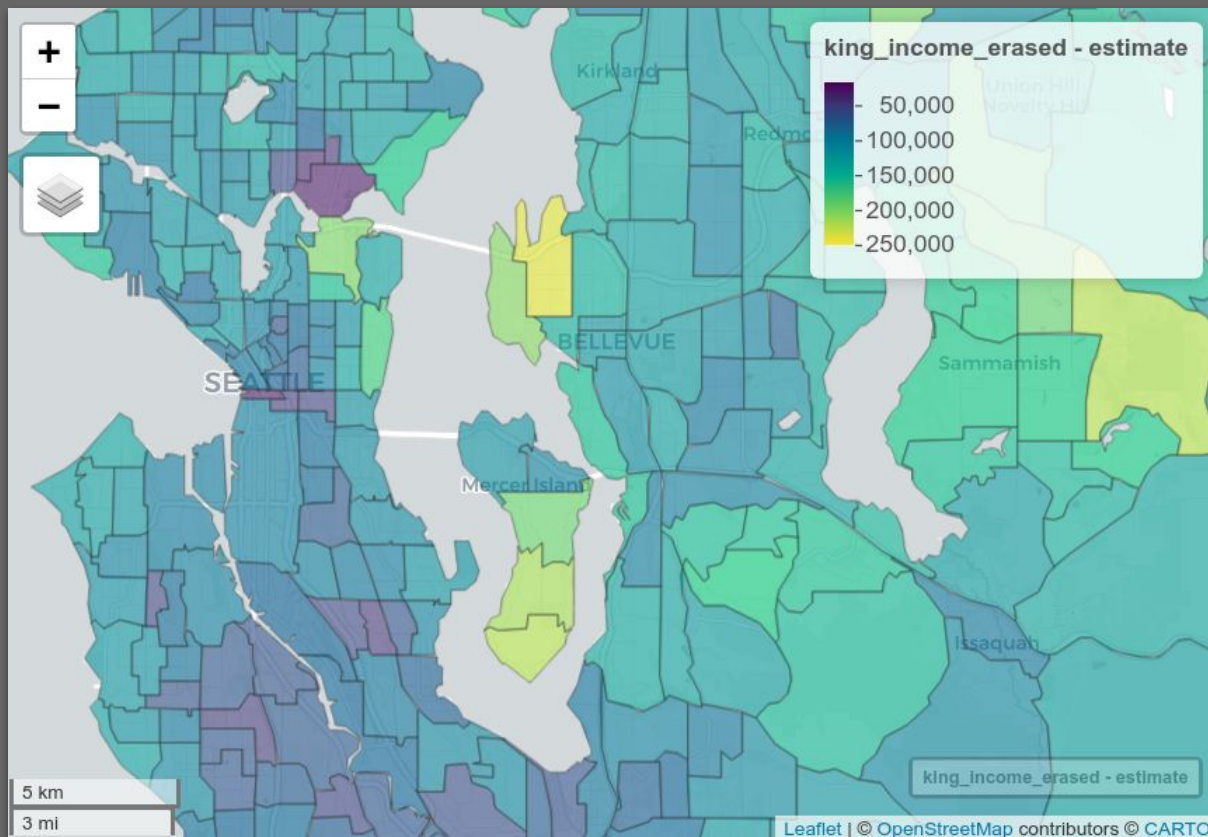 +
−
king_income_erased - estimate
50,000
100,000
150,000
200,000
250,000
Kirkland
Union Hill
Novelty Hill
Redmo
SEATTLE
BELLEVUE
Sammamish
Mercer Island
Issaquah
king_income_erased - estimate
5 km
3 mi
Leaflet | © OpenStreetMap contributors © CARTO